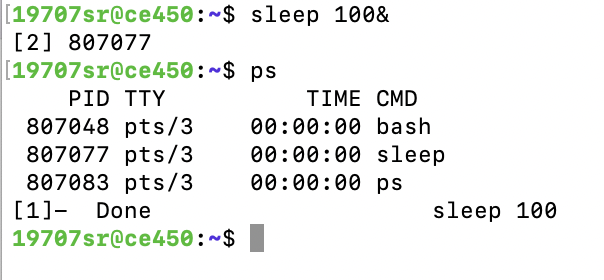 [19707sr@ce450:~$ sleep 100&
[2] 807077
[19707sr@ce450:~$ ps
    PID TTY          TIME CMD
 807048 pts/3    00:00:00 bash
 807077 pts/3    00:00:00 sleep
 807083 pts/3    00:00:00 ps
[1]-  Done                    sleep 100
19707sr@ce450:~$